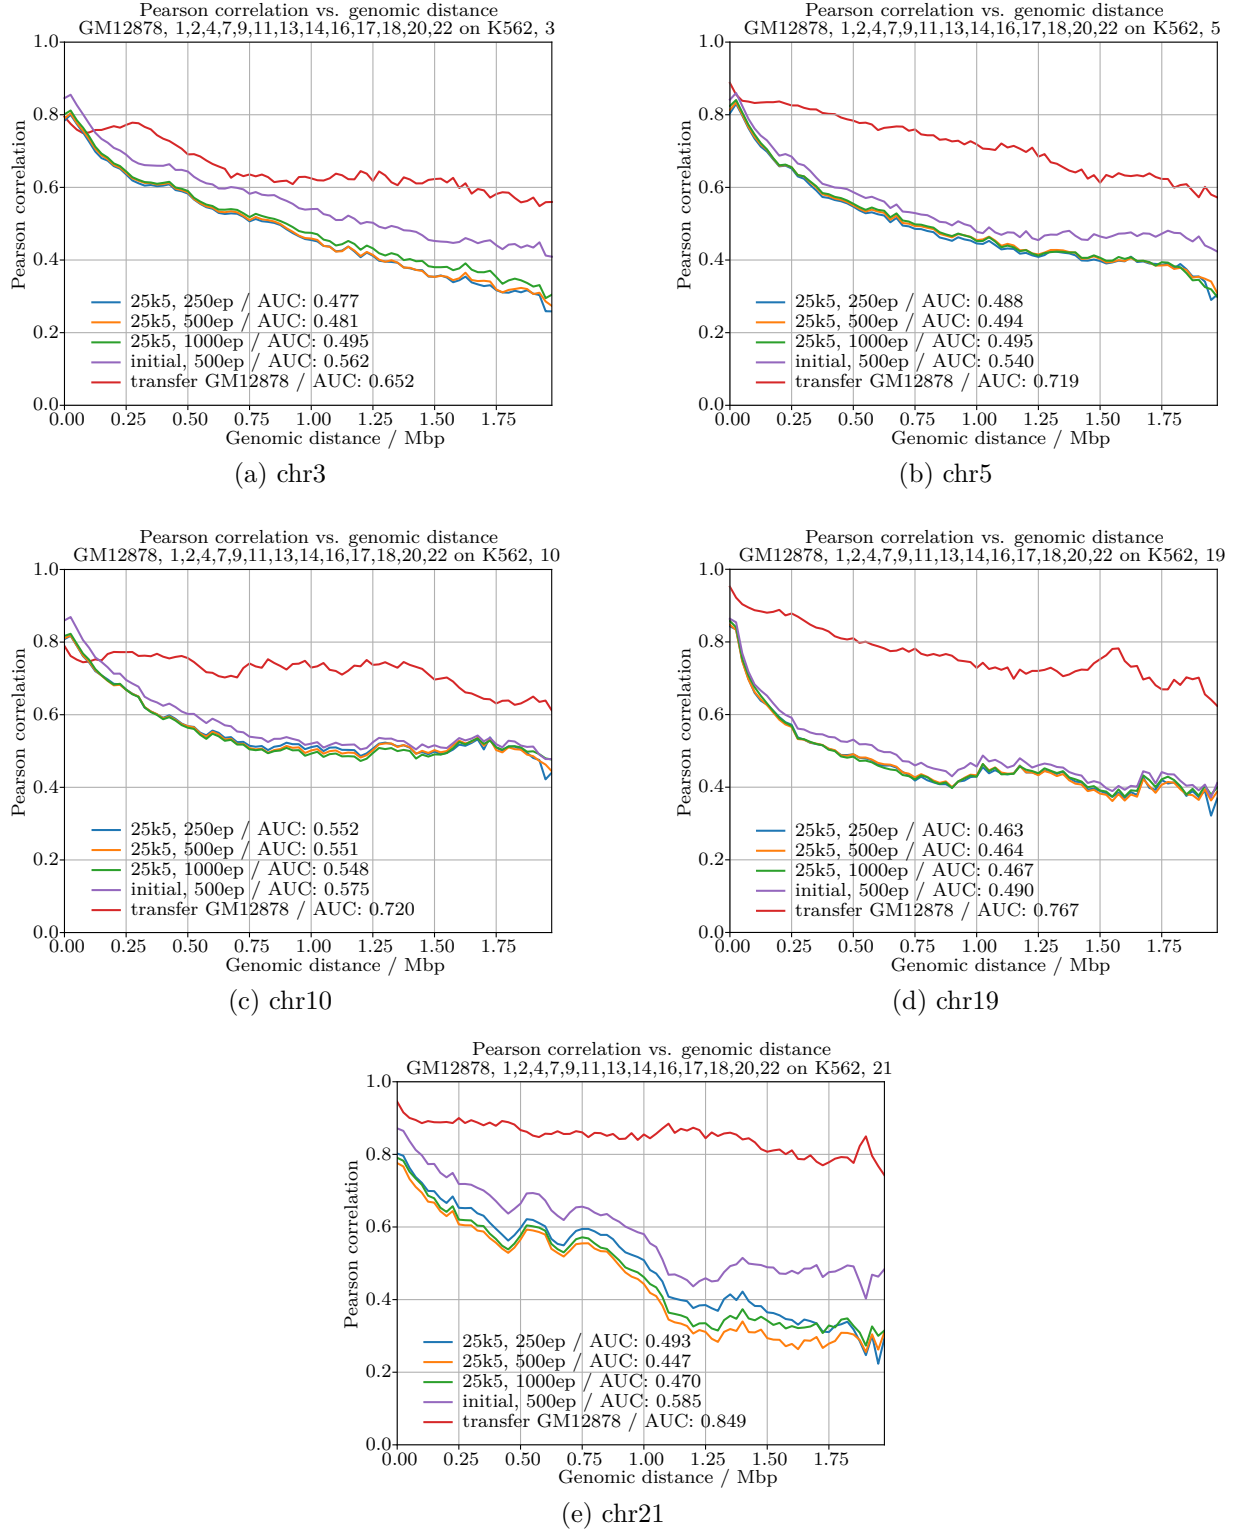 Pearson correlation vs. genomic distance
GM12878, 1,2,4,7,9,11,13,14,16,17,18,20,22 on K562, 3
1.0
0.8
0.6
0.4
0.2
0.0
Pearson correlation
25k5, 250ep / AUC: 0.477
25k5, 500ep / AUC: 0.481
25k5, 1000ep / AUC: 0.495
initial, 500ep / AUC: 0.562
transfer GM12878 / AUC: 0.652
0.00 0.25 0.50 0.75 1.00 1.25 1.50 1.75
Genomic distance / Mbp
(a) chr3
Pearson correlation vs. genomic distance
GM12878, 1,2,4,7,9,11,13,14,16,17,18,20,22 on K562, 5
1.0
0.8
0.6
0.4
0.2
0.0
Pearson correlation
25k5, 250ep / AUC: 0.488
25k5, 500ep / AUC: 0.494
25k5, 1000ep / AUC: 0.495
initial, 500ep / AUC: 0.540
transfer GM12878 / AUC: 0.719
0.00 0.25 0.50 0.75 1.00 1.25 1.50 1.75
Genomic distance / Mbp
(b) chr5
Pearson correlation vs. genomic distance
GM12878, 1,2,4,7,9,11,13,14,16,17,18,20,22 on K562, 10
1.0
0.8
0.6
0.4
0.2
0.0
Pearson correlation
25k5, 250ep / AUC: 0.552
25k5, 500ep / AUC: 0.551
25k5, 1000ep / AUC: 0.548
initial, 500ep / AUC: 0.575
transfer GM12878 / AUC: 0.720
0.00 0.25 0.50 0.75 1.00 1.25 1.50 1.75
Genomic distance / Mbp
(c) chr10
Pearson correlation vs. genomic distance
GM12878, 1,2,4,7,9,11,13,14,16,17,18,20,22 on K562, 19
1.0
0.8
0.6
0.4
0.2
0.0
Pearson correlation
25k5, 250ep / AUC: 0.463
25k5, 500ep / AUC: 0.464
25k5, 1000ep / AUC: 0.467
initial, 500ep / AUC: 0.490
transfer GM12878 / AUC: 0.767
0.00 0.25 0.50 0.75 1.00 1.25 1.50 1.75
Genomic distance / Mbp
(d) chr19
Pearson correlation vs. genomic distance
GM12878, 1,2,4,7,9,11,13,14,16,17,18,20,22 on K562, 21
1.0
0.8
0.6
0.4
0.2
0.0
Pearson correlation
25k5, 250ep / AUC: 0.493
25k5, 500ep / AUC: 0.447
25k5, 1000ep / AUC: 0.470
initial, 500ep / AUC: 0.585
transfer GM12878 / AUC: 0.849
0.00 0.25 0.50 0.75 1.00 1.25 1.50 1.75
Genomic distance / Mbp
(e) chr21